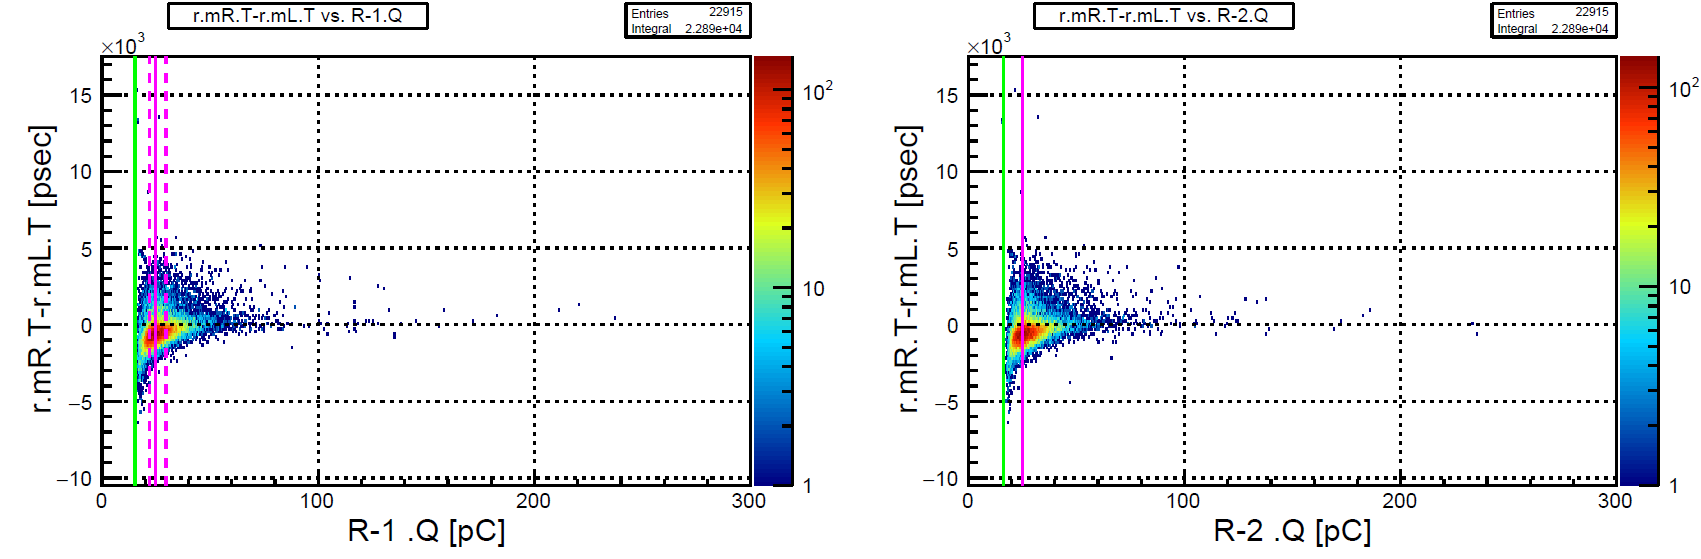 r.mR.T-r.mL.T vs. R-1.Q
Entries 22915
Integral 2.289e+04
×10³
15
10
5
0
−5
−10
r.mR.T-r.mL.T [psec]
0 100 200 300
R-1 .Q [pC]
10²
10
1
r.mR.T-r.mL.T vs. R-2.Q
Entries 22915
Integral 2.289e+04
×10³
15
10
5
0
−5
−10
r.mR.T-r.mL.T [psec]
0 100 200 300
R-2 .Q [pC]
10²
10
1